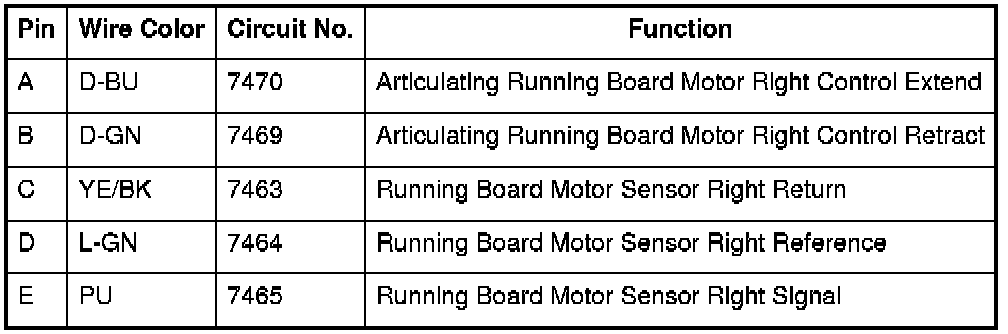 Pin Wire Color Circuit No. Function
A D-BU 7470 Articulating Running Board Motor Right Control Extend
B D-GN 7469 Articulating Running Board Motor Right Control Retract
C YE/BK 7463 Running Board Motor Sensor Right Return
D L-GN 7464 Running Board Motor Sensor Right Reference
E PU 7465 Running Board Motor Sensor Right Signal